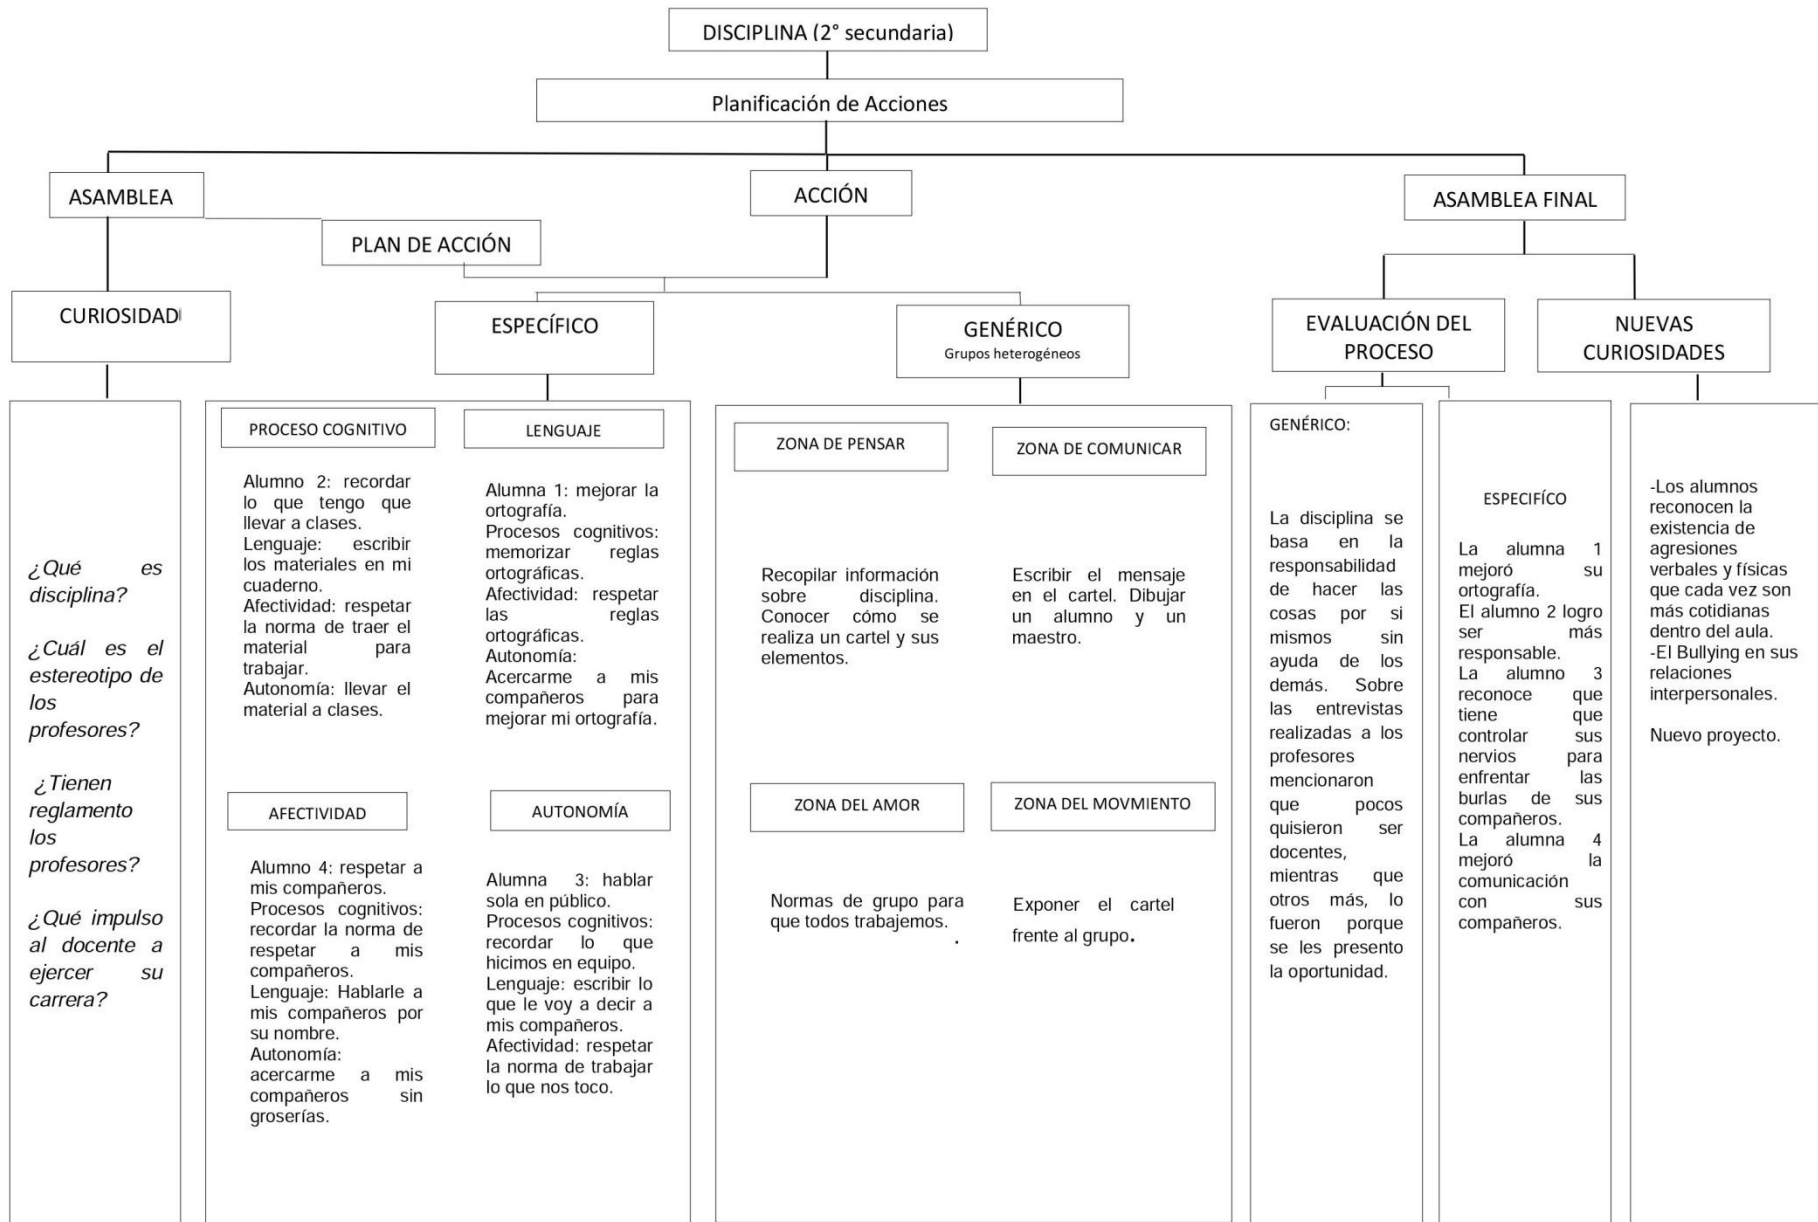 DISCIPLINA (2° secundaria)
Planificación de Acciones
ASAMBLEA
ACCIÓN
ASAMBLEA FINAL
PLAN DE ACCIÓN
CURIOSIDAD
ESPECÍFICO
GENÉRICO
Grupos heterogéneos
EVALUACIÓN DEL
PROCESO
NUEVAS
CURIOSIDADES
¿Qué es
disciplina?
¿Cuál es el
estereotipo de
los
profesores?
¿Tienen
reglamento
los
profesores?
¿Qué impulso
al docente a
ejercer su
carrera?
PROCESO COGNITIVO
Alumno 2: recordar
lo que tengo que
llevar a clases.
Lenguaje: escribir
los materiales en mi
cuaderno.
Afectividad: respetar
la norma de traer el
material para
trabajar.
Autonomía: llevar el
material a clases.
LENGUAJE
Alumna 1: mejorar la
ortografía.
Procesos cognitivos:
memorizar reglas
ortográficas.
Afectividad: respetar
las reglas
ortográficas.
Autonomía:
Acercarme a mis
compañeros para
mejorar mi ortografía.
AFECTIVIDAD
Alumno 4: respetar a
mis compañeros.
Procesos cognitivos:
recordar la norma de
respetar a mis
compañeros.
Lenguaje: Hablarle a
mis compañeros por
su nombre.
Autonomía:
acercarme a mis
compañeros sin
groserías.
AUTONOMÍA
Alumna 3: hablar
sola en público.
Procesos cognitivos:
recordar lo que
hicimos en equipo.
Lenguaje: escribir lo
que le voy a decir a
mis compañeros.
Afectividad: respetar
la norma de trabajar
lo que nos toco.
ZONA DE PENSAR
Recopilar información
sobre disciplina.
Conocer cómo se
realiza un cartel y sus
elementos.
ZONA DE COMUNICAR
Escribir el mensaje
en el cartel. Dibujar
un alumno y un
maestro.
ZONA DEL AMOR
Normas de grupo para
que todos trabajemos.
.
ZONA DEL MOVMIENTO
Exponer el cartel
frente al grupo.
GENÉRICO:
La disciplina se
basa en la
responsabilidad
de hacer las
cosas por si
mismos sin
ayuda de los
demás. Sobre
las entrevistas
realizadas a los
profesores
mencionaron
que pocos
quisieron ser
docentes,
mientras que
otros más, lo
fueron porque
se les presento
la oportunidad.
ESPECIFÍCO
La alumna 1
mejoró su
ortografía.
El alumno 2 logro
ser más
responsable.
La alumno 3
reconoce que
tiene que
controlar sus
nervios para
enfrentar las
burlas de sus
compañeros.
La alumna 4
mejoró la
comunicación
con sus
compañeros.
-Los alumnos
reconocen la
existencia de
agresiones
verbales y físicas
que cada vez son
más cotidianas
dentro del aula.
-El Bullying en sus
relaciones
interpersonales.
Nuevo proyecto.